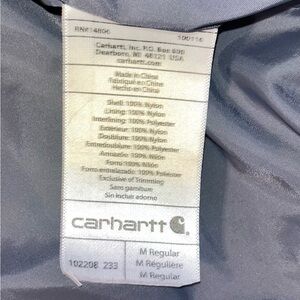 RN#14806 100116
Carhartt, Inc. P.O. Box 600
Dearborn, MI 48121 USA
carhartt.com
Made in China
Fabriqué en Chine
Hecho en China
Shell: 100% Nylon
Lining: 100% Nylon
Interlining: 100% Polyester
Extérieur: 100% Nylon
Doublure: 100% Nylon
Entredoublure: 100% Polyester
Armazón: 100% Nilón
Forro: 100% Nilón
Forro entrelazado: 100% Poliéster
Exclusive of Trimming
Sans garniture
Sin incluir adorno
carhartt
102208 233
M Regular
M Régulière
M Regular